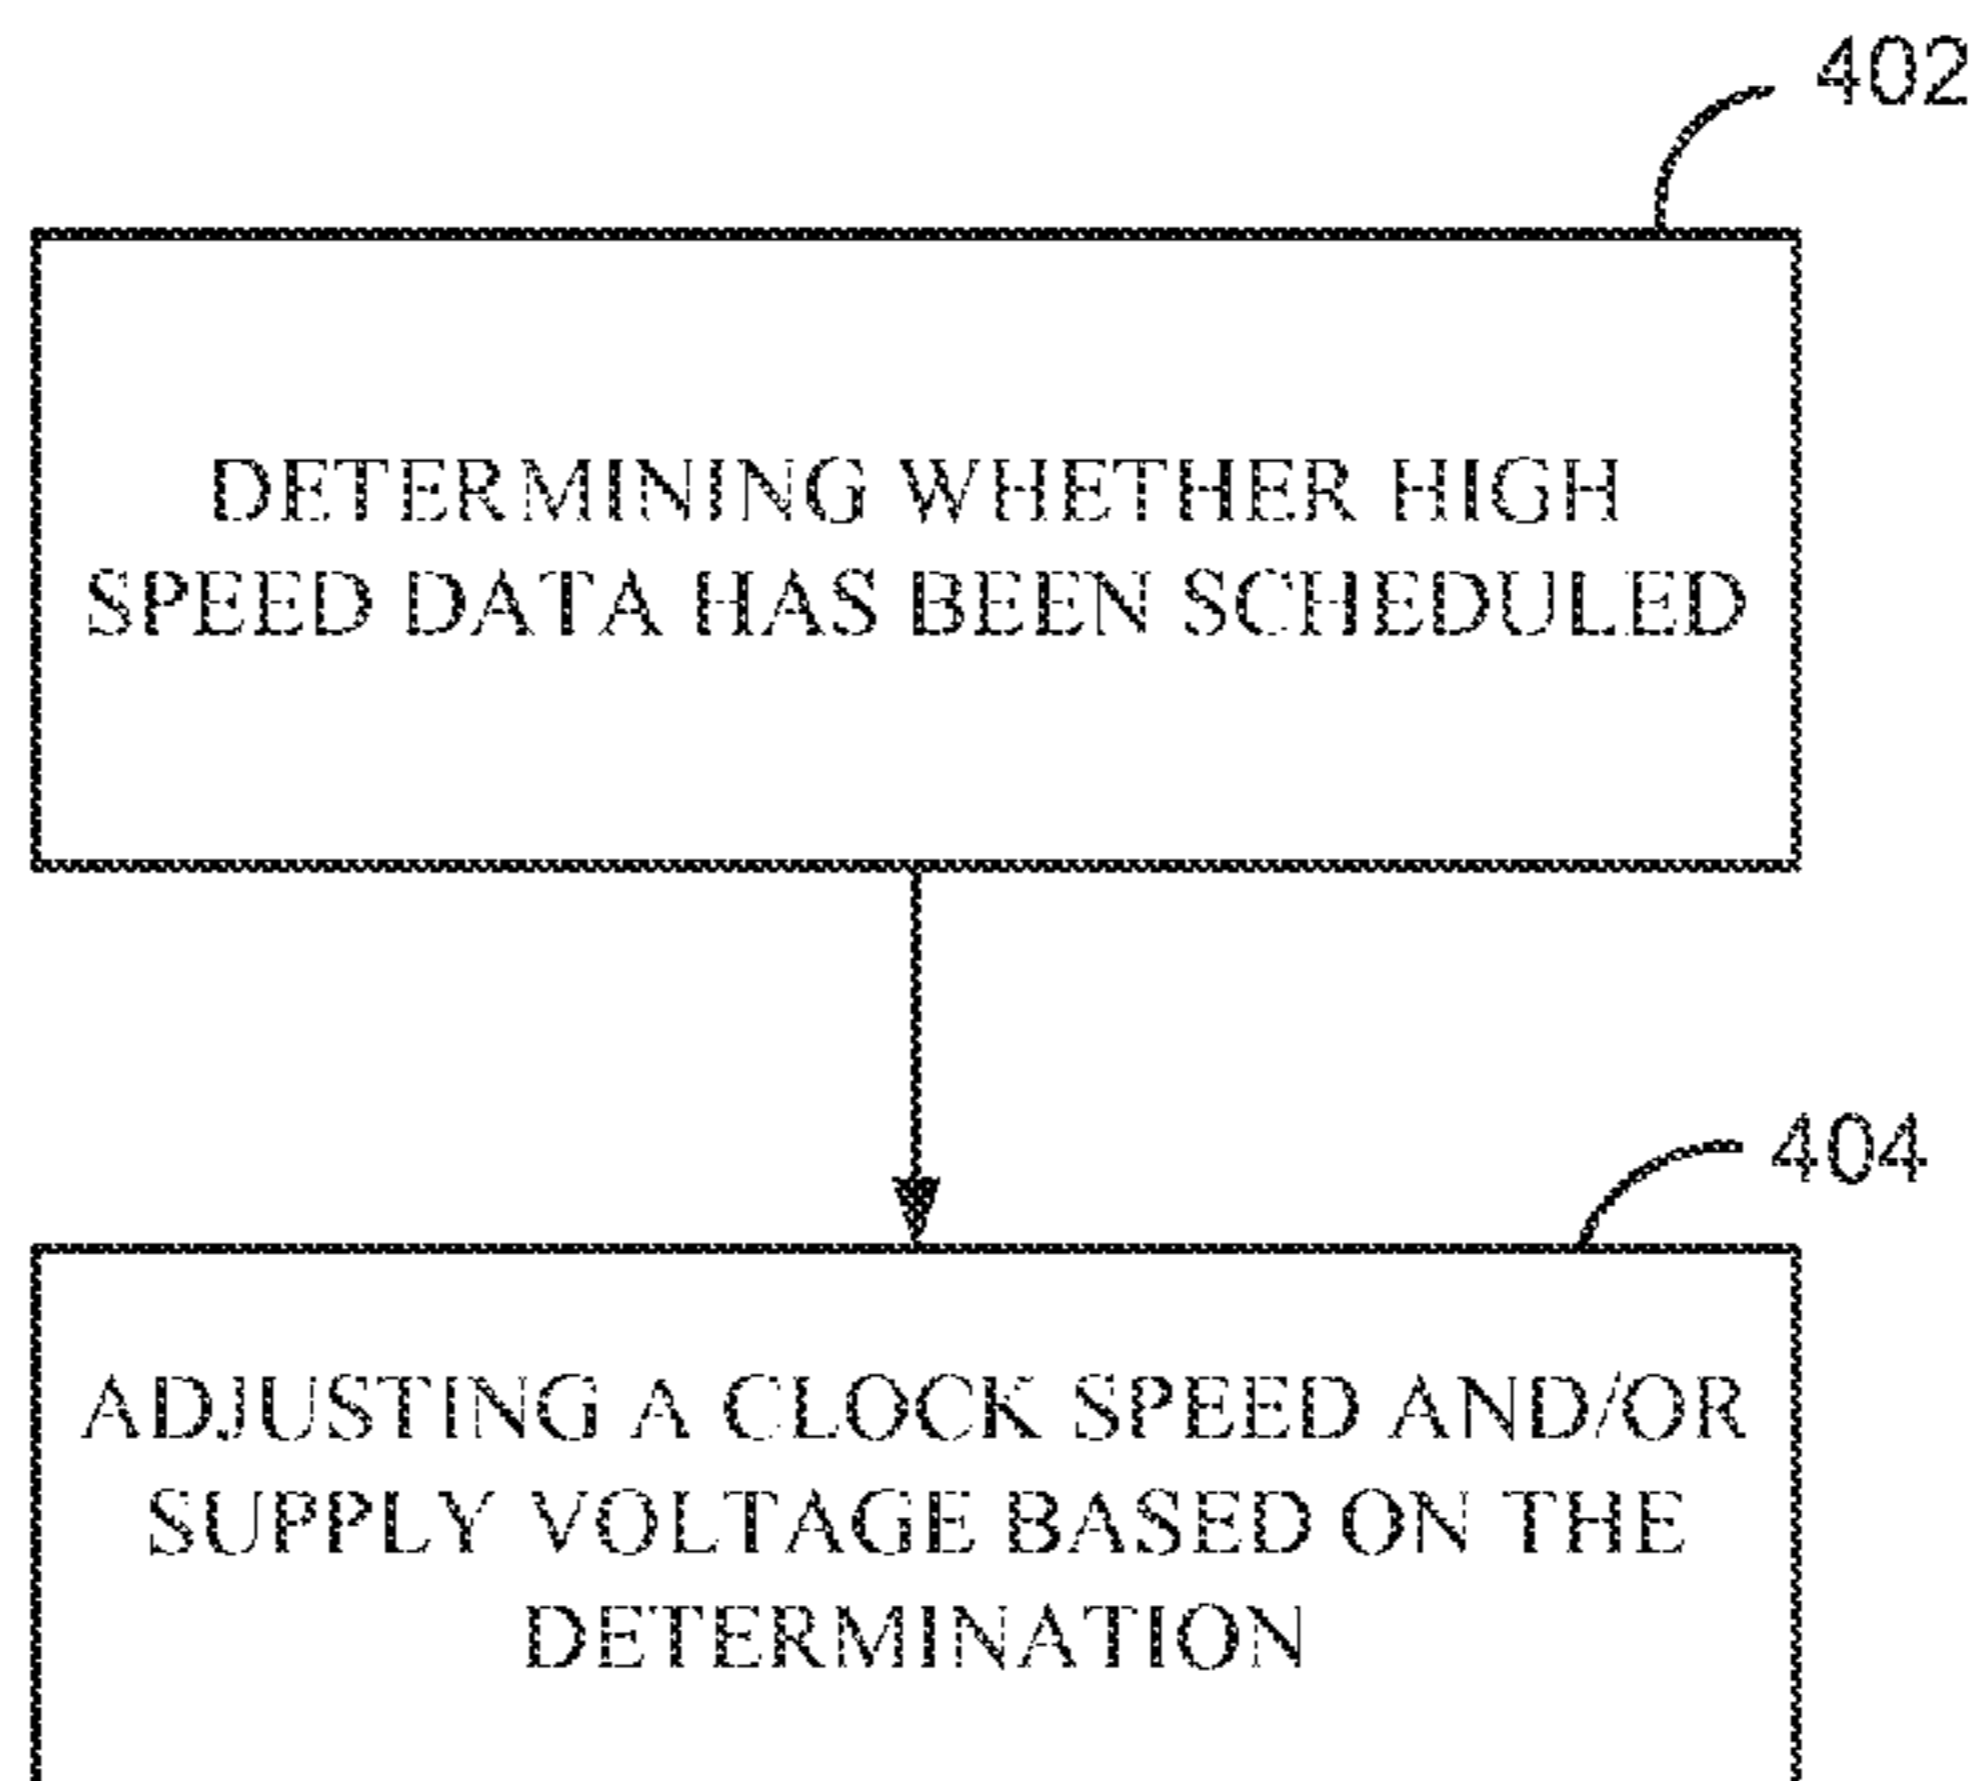 402
DETERMINING WHETHER HIGH
SPEED DATA HAS BEEN SCHEDULED
404
ADJUSTING A CLOCK SPEED AND/OR
SUPPLY VOLTAGE BASED ON THE
DETERMINATION